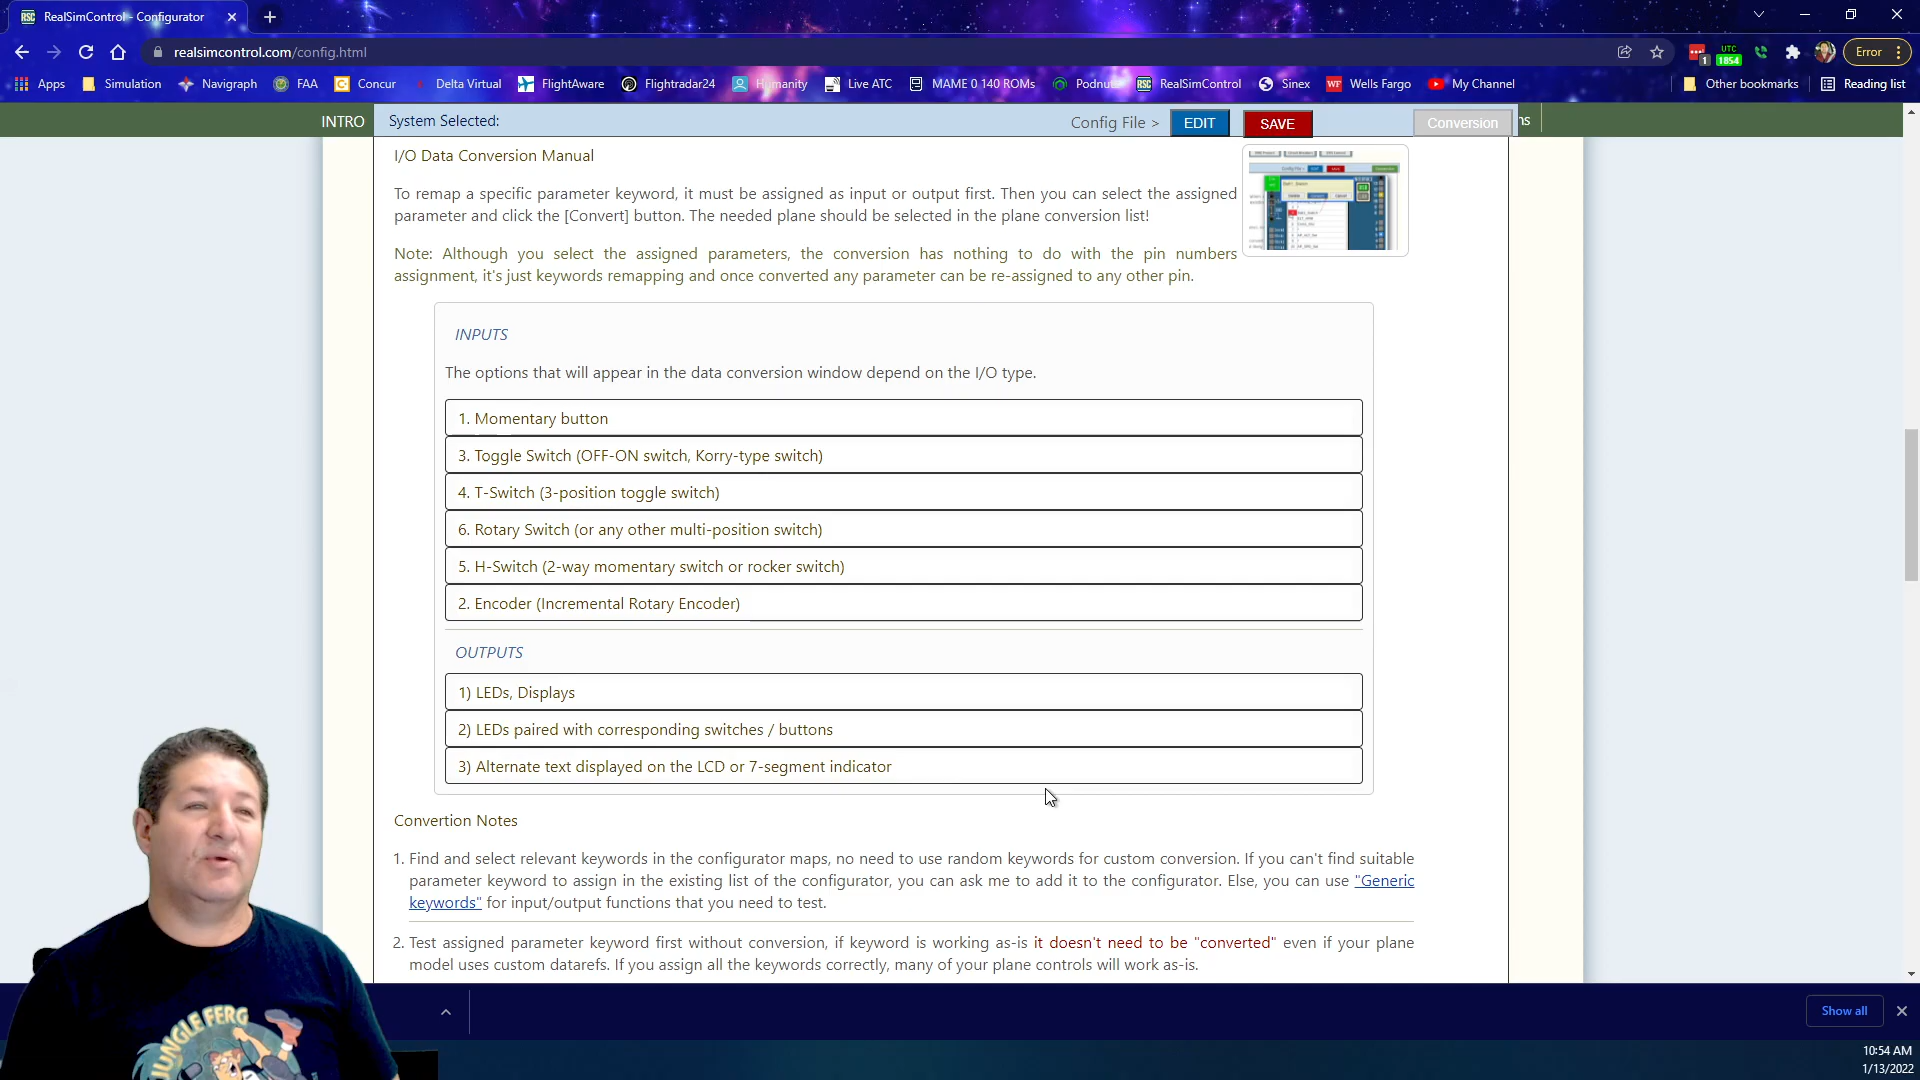 RealSimControl - Configurator
realsimcontrol.com/config.html
1
UTC
1854
Error
Apps
Simulation
Navigraph
FAA
Concur
Delta Virtual
FlightAware
Flightradar24
Humanity
Live ATC
MAME 0 140 ROMs
Podnu
RealSimControl
Sinex
Wells Fargo
My Channel
Other bookmarks
Reading list
INTRO
System Selected:
Config File >
EDIT
SAVE
Conversion
ns
I/O Data Conversion Manual
To remap a specific parameter keyword, it must be assigned as input or output first. Then you can select the assigned
parameter and click the [Convert] button. The needed plane should be selected in the plane conversion list!
Note: Although you select the assigned parameters, the conversion has nothing to do with the pin numbers
assignment, it's just keywords remapping and once converted any parameter can be re-assigned to any other pin.
INPUTS
The options that will appear in the data conversion window depend on the I/O type.
1. Momentary button
3. Toggle Switch (OFF-ON switch, Korry-type switch)
4. T-Switch (3-position toggle switch)
6. Rotary Switch (or any other multi-position switch)
5. H-Switch (2-way momentary switch or rocker switch)
2. Encoder (Incremental Rotary Encoder)
OUTPUTS
1) LEDs, Displays
2) LEDs paired with corresponding switches / buttons
3) Alternate text displayed on the LCD or 7-segment indicator
Convertion Notes
1. Find and select relevant keywords in the configurator maps, no need to use random keywords for custom conversion. If you can't find suitable
parameter keyword to assign in the existing list of the configurator, you can ask me to add it to the configurator. Else, you can use "Generic
keywords" for input/output functions that you need to test.
2. Test assigned parameter keyword first without conversion, if keyword is working as-is it doesn't need to be "converted" even if your plane
model uses custom datarefs. If you assign all the keywords correctly, many of your plane controls will work as-is.
JUNGLE FERG
Show all
10:54 AM
1/13/2022